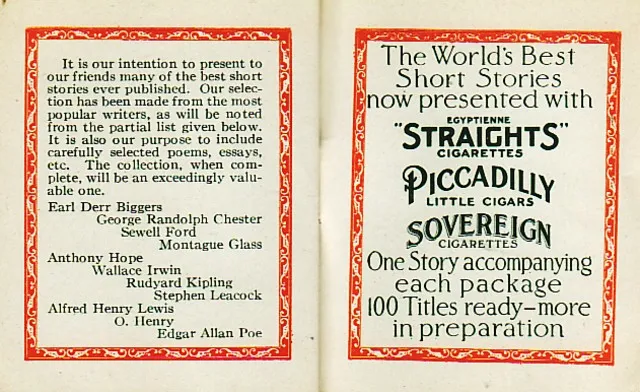 It is our intention to present to
our friends many of the best short
stories ever published. Our selec-
tion has been made from the most
popular writers, as will be noted
from the partial list given below.
It is also our purpose to include
carefully selected poems, essays,
etc. The collection, when com-
plete, will be an exceedingly valu-
able one.
Earl Derr Biggers
George Randolph Chester
Sewell Ford
Montague Glass
Anthony Hope
Wallace Irwin
Rudyard Kipling
Stephen Leacock
Alfred Henry Lewis
O. Henry
Edgar Allan Poe
The World's Best
Short Stories
now presented with
EGYPTIENNE
"STRAIGHTS"
CIGARETTES
PICCADILLY
LITTLE CIGARS
SOVEREIGN
CIGARETTES
One Story accompanying
each package
100 Titles ready—more
in preparation